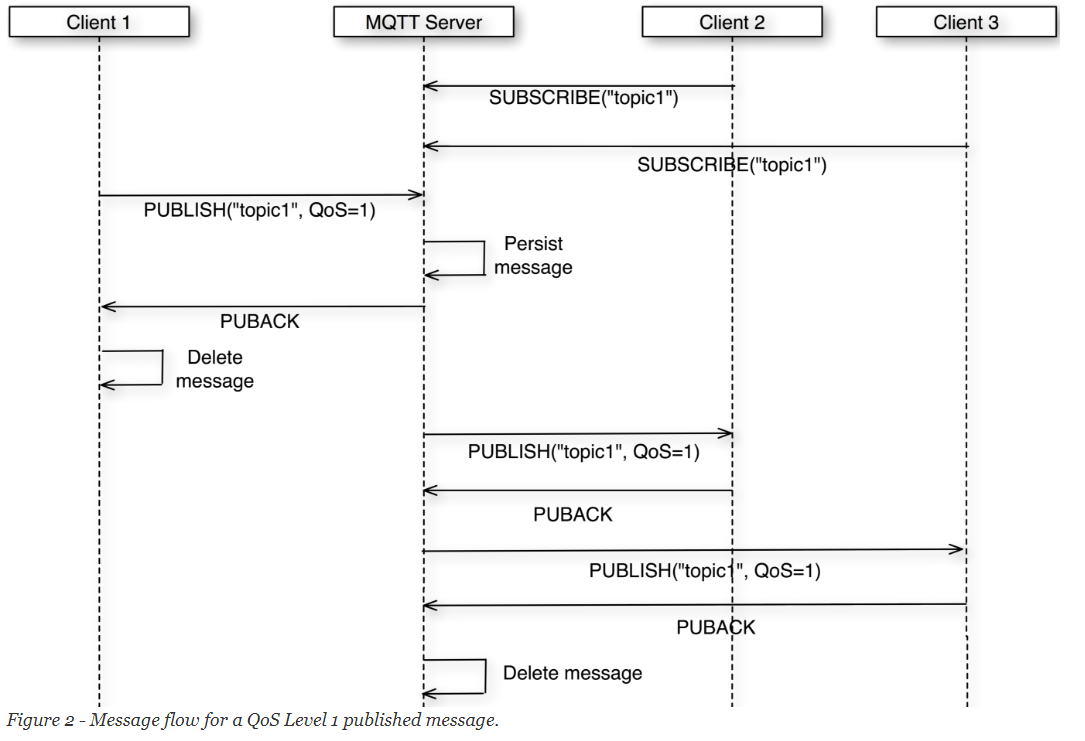 Client 1
MQTT Server
Client 2
Client 3
SUBSCRIBE("topic1")
SUBSCRIBE("topic1")
PUBLISH("topic1", QoS=1)
Persist
message
PUBACK
Delete
message
PUBLISH("topic1", QoS=1)
PUBACK
PUBLISH("topic1", QoS=1)
PUBACK
Delete message
Figure 2 - Message flow for a QoS Level 1 published message.